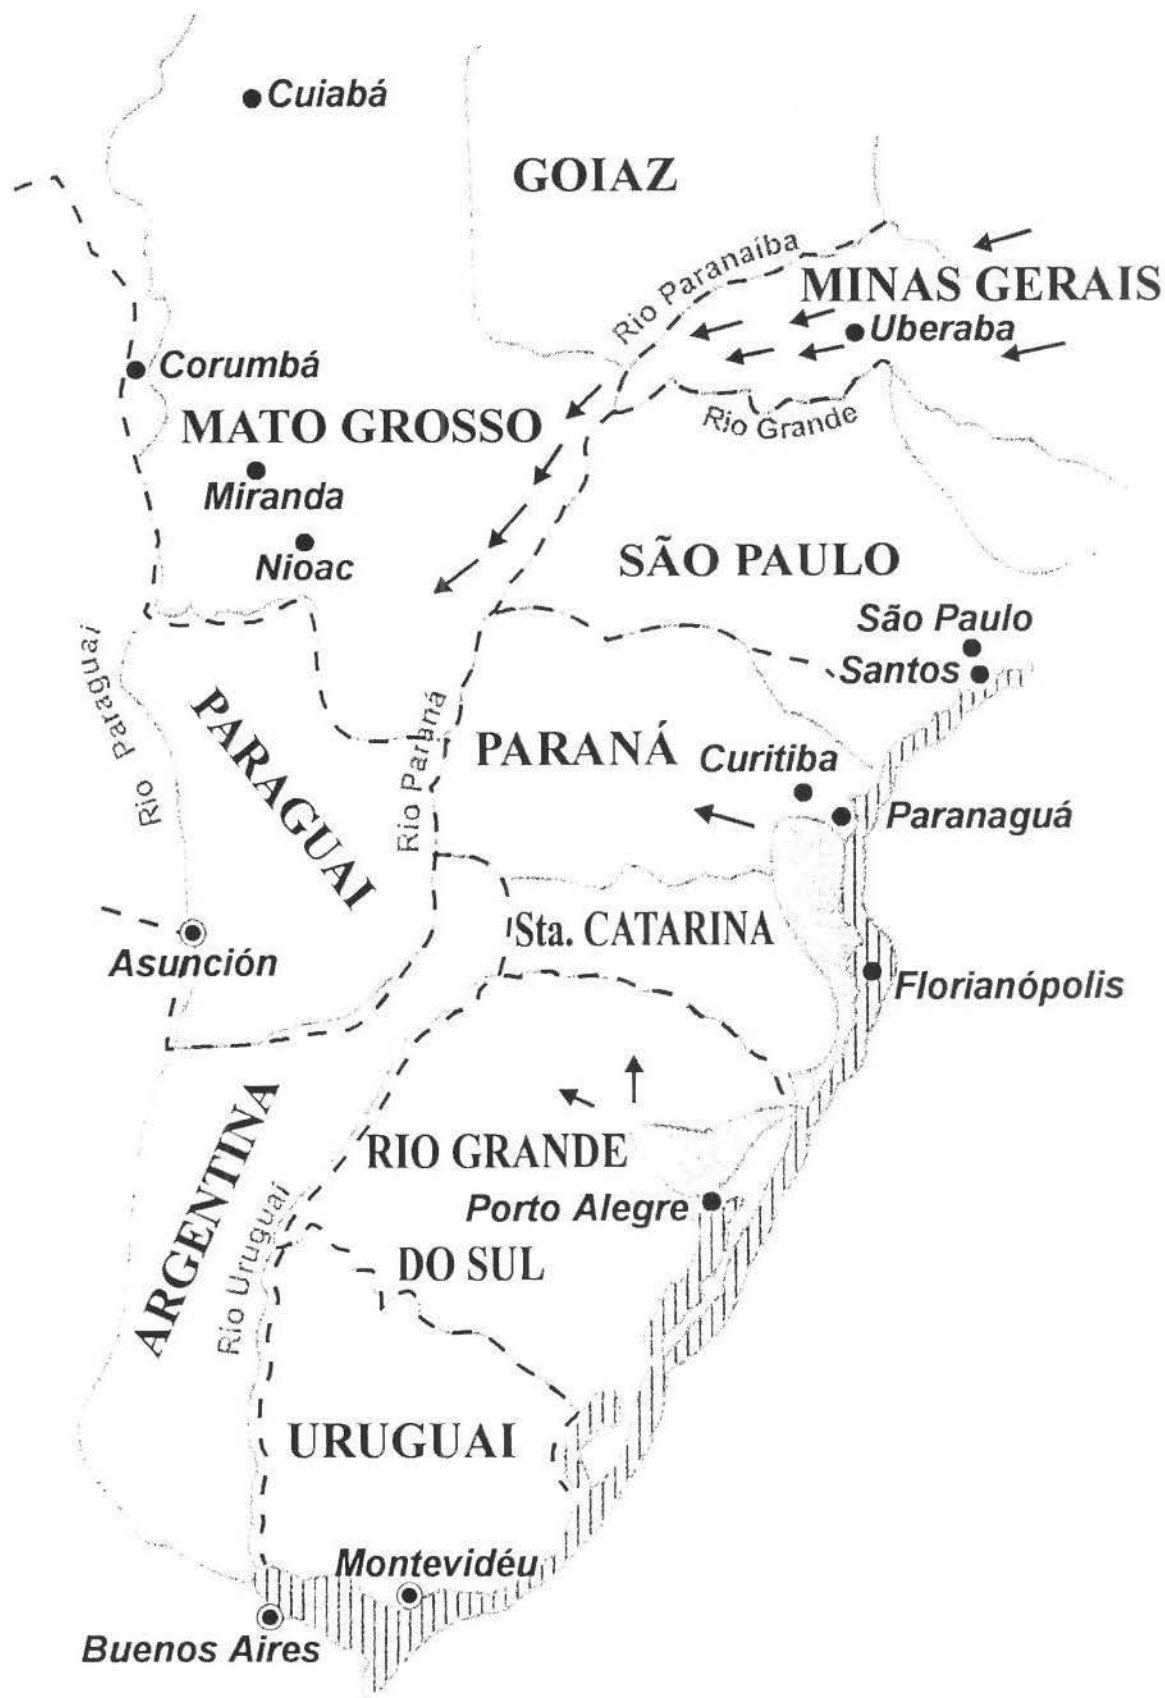 Cuiabá
GOIAZ
Rio Paranaíba
MINAS GERAIS
Uberaba
Corumbá
MATO GROSSO
Rio Grande
Miranda
Nioac
SÃO PAULO
São Paulo
Santos
Rio Paraguai
PARAGUAI
Rio Paraná
PARANÁ
Curitiba
Paranaguá
Sta. CATARINA
Asunción
Florianópolis
ARGENTINA
RIO GRANDE
Porto Alegre
Rio Uruguai
DO SUL
URUGUAI
Montevidéu
Buenos Aires